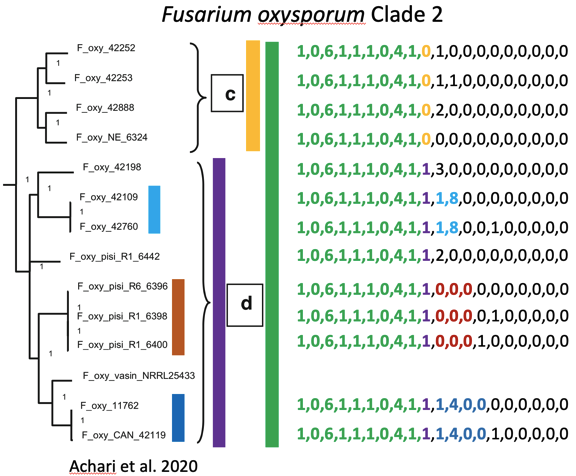 Fusarium oxysporum Clade 2
F_oxy_42252 1,0,6,1,1,1,0,4,1,0,1,0,0,0,0,0,0,0,0,0
1
F_oxy_42253 1,0,6,1,1,1,0,4,1,0,1,1,0,0,0,0,0,0,0,0
1
c
F_oxy_42888 1,0,6,1,1,1,0,4,1,0,2,0,0,0,0,0,0,0,0,0
1
F_oxy_NE_6324 1,0,6,1,1,1,0,4,1,0,0,0,0,0,0,0,0,0,0,0
F_oxy_42198 1,0,6,1,1,1,0,4,1,1,3,0,0,0,0,0,0,0,0,0
1
F_oxy_42109 1,0,6,1,1,1,0,4,1,1,1,8,0,0,0,0,0,0,0,0
1
F_oxy_42760 1,0,6,1,1,1,0,4,1,1,1,8,0,0,1,0,0,0,0,0
1
F_oxy_pisi_R1_6442 1,0,6,1,1,1,0,4,1,1,2,0,0,0,0,0,0,0,0,0
1
F_oxy_pisi_R6_6396 1,0,6,1,1,1,0,4,1,1,0,0,0,0,0,0,0,0,0,0
d
1
F_oxy_pisi_R1_6398 1,0,6,1,1,1,0,4,1,1,0,0,0,0,1,0,0,0,0,0
1
F_oxy_pisi_R1_6400 1,0,6,1,1,1,0,4,1,1,0,0,0,1,0,0,0,0,0,0
1
F_oxy_vasin_NRRL25433
1
F_oxy_11762 1,0,6,1,1,1,0,4,1,1,1,4,0,0,0,0,0,0,0,0
1
F_oxy_CAN_42119 1,0,6,1,1,1,0,4,1,1,1,4,0,0,1,0,0,0,0,0
Achari et al. 2020